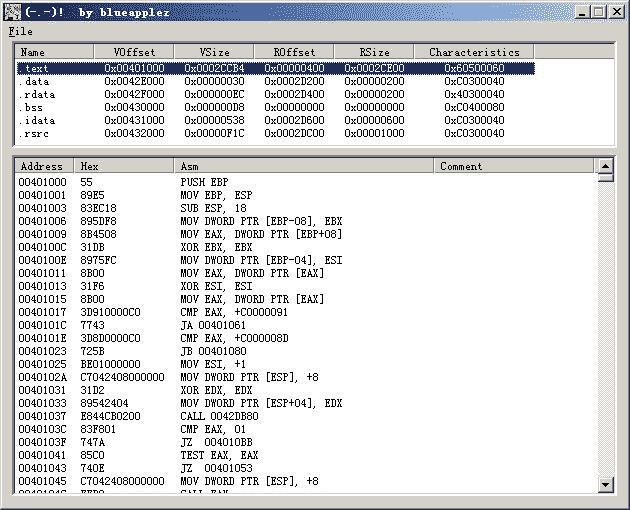 (-.-)! by blueapplez
File
Name VOffset VSize ROffset RSize Characteristics
.text 0x00401000 0x0002CCB4 0x00000400 0x0002CE00 0x60500060
.data 0x0042E000 0x00000030 0x0002D200 0x00000200 0xC0300040
.rdata 0x0042F000 0x000000EC 0x0002D400 0x00000200 0x40300040
.bss 0x00430000 0x000000D8 0x00000000 0x00000000 0xC0400080
.idata 0x00431000 0x00000538 0x0002D600 0x00000600 0xC0300040
.rsrc 0x00432000 0x00000F1C 0x0002DC00 0x00001000 0xC0300040
Address Hex Asm Comment
00401000 55 PUSH EBP
00401001 89E5 MOV EBP, ESP
00401003 83EC18 SUB ESP, 18
00401006 895DF8 MOV DWORD PTR [EBP-08], EBX
00401009 8B4508 MOV EAX, DWORD PTR [EBP+08]
0040100C 31DB XOR EBX, EBX
0040100E 8975FC MOV DWORD PTR [EBP-04], ESI
00401011 8B00 MOV EAX, DWORD PTR [EAX]
00401013 31F6 XOR ESI, ESI
00401015 8B00 MOV EAX, DWORD PTR [EAX]
00401017 3D910000C0 CMP EAX, +C0000091
0040101C 7743 JA 00401061
0040101E 3D8D0000C0 CMP EAX, +C000008D
00401023 725B JB 00401080
00401025 BE01000000 MOV ESI, +1
0040102A C7042408000000 MOV DWORD PTR [ESP], +8
00401031 31D2 XOR EDX, EDX
00401033 89542404 MOV DWORD PTR [ESP+04], EDX
00401037 E844CB0200 CALL 0042DB80
0040103C 83F801 CMP EAX, 01
0040103F 747A JZ 004010BB
00401041 85C0 TEST EAX, EAX
00401043 740E JZ 00401053
00401045 C7042408000000 MOV DWORD PTR [ESP], +8